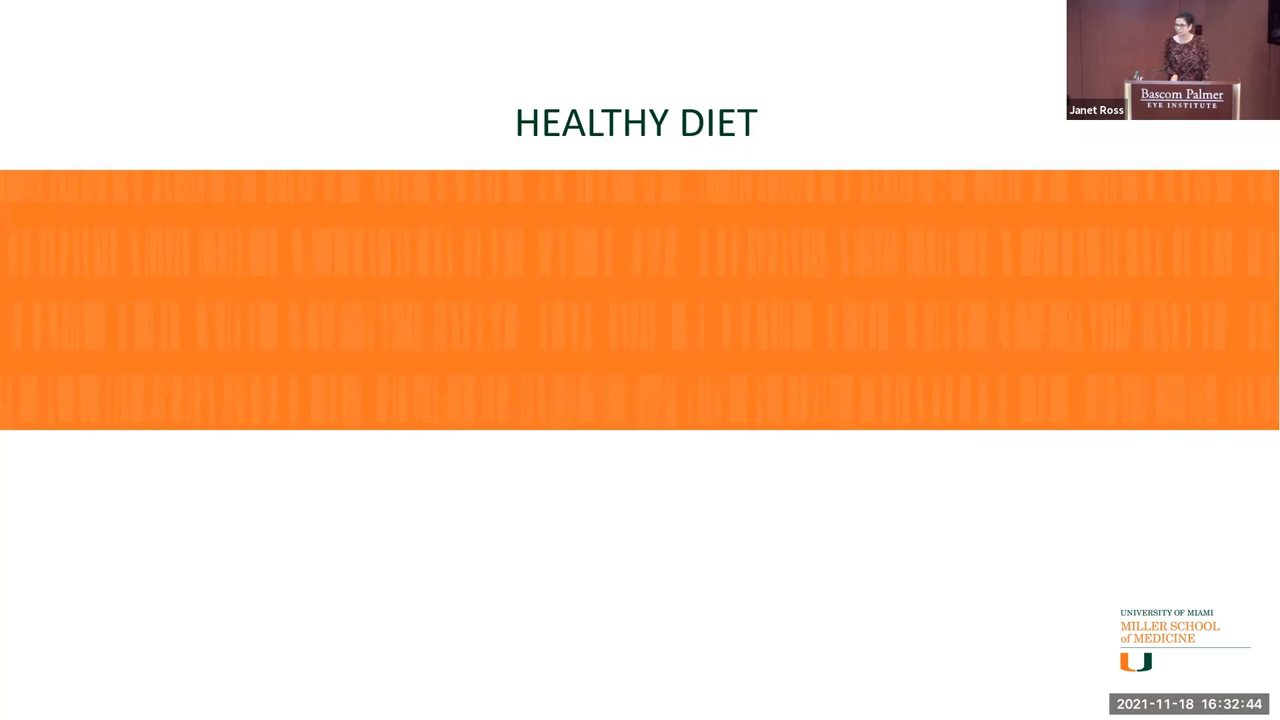 HEALTHY DIET
Janet Ross
Bascom Palmer
EYE INSTITUTE
UNIVERSITY OF MIAMI
MILLER SCHOOL
of MEDICINE
2021-11-18 16:32:44